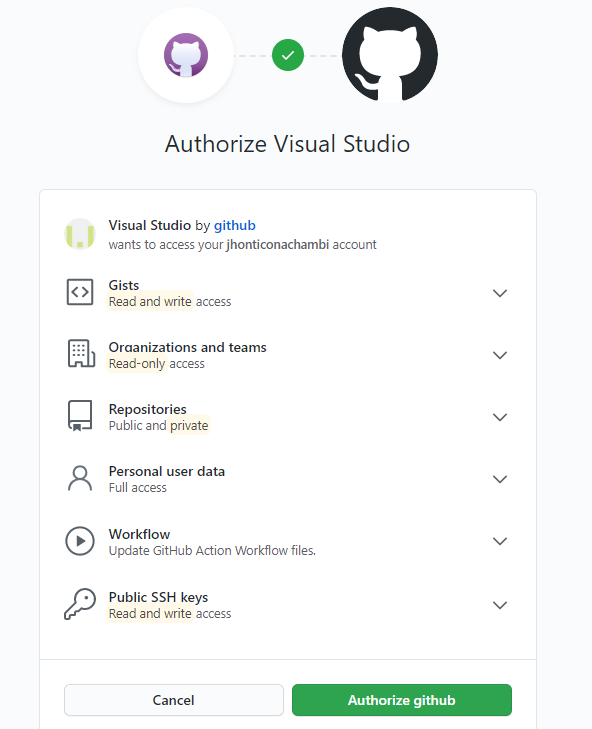 Authorize Visual Studio
Visual Studio by github
wants to access your jhonticonachambi account
Gists
Read and write access
Organizations and teams
Read-only access
Repositories
Public and private
Personal user data
Full access
Workflow
Update GitHub Action Workflow files.
Public SSH keys
Read and write access
Cancel
Authorize github